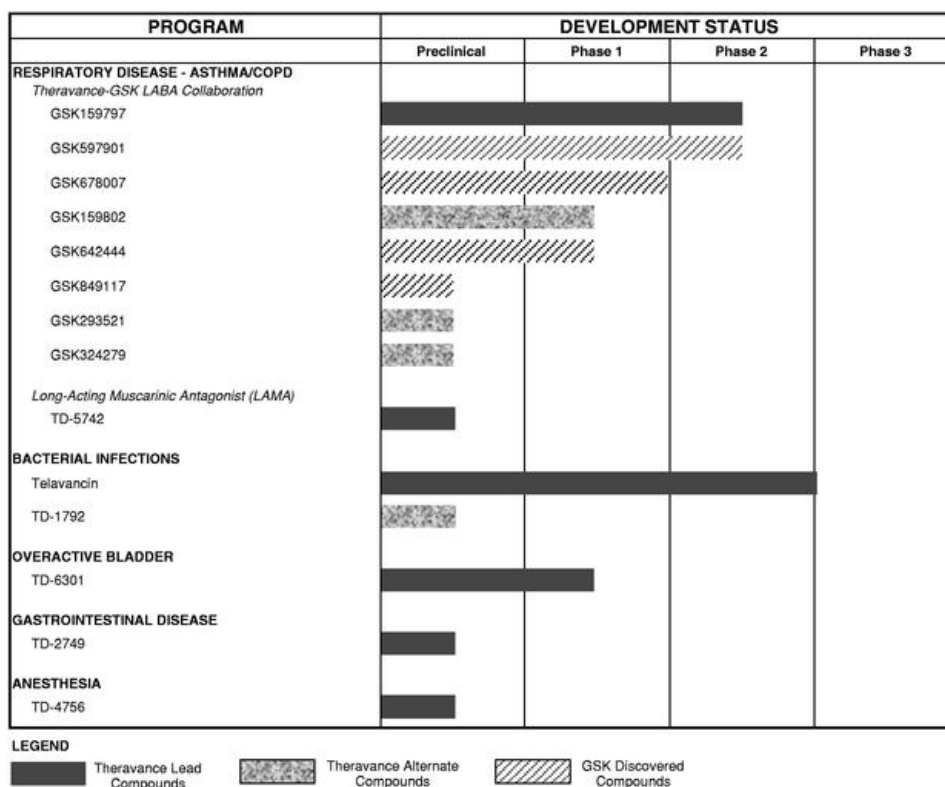 PROGRAM DEVELOPMENT STATUS
Preclinical Phase 1 Phase 2 Phase 3
RESPIRATORY DISEASE - ASTHMA/COPD
Theravance-GSK LABA Collaboration
GSK159797
GSK597901
GSK678007
GSK159802
GSK642444
GSK849117
GSK293521
GSK324279
Long-Acting Muscarinic Antagonist (LAMA)
TD-5742
BACTERIAL INFECTIONS
Telavancin
TD-1792
OVERACTIVE BLADDER
TD-6301
GASTROINTESTINAL DISEASE
TD-2749
ANESTHESIA
TD-4756
LEGEND
Theravance Lead Compounds
Theravance Alternate Compounds
GSK Discovered Compounds